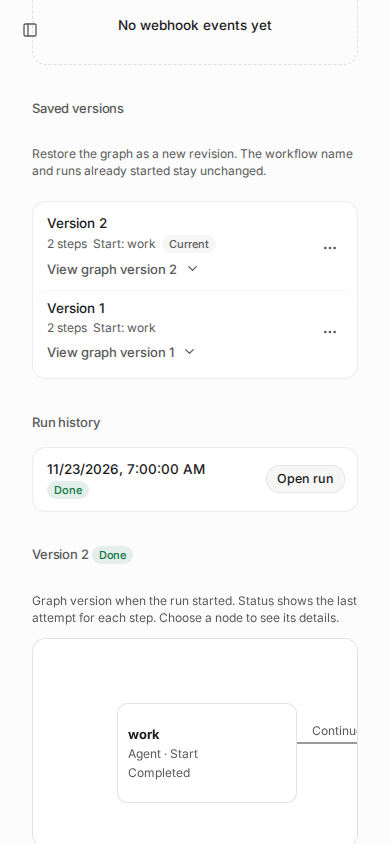 No webhook events yet
Saved versions
Restore the graph as a new revision. The workflow name
and runs already started stay unchanged.
Version 2
2 steps Start: work Current
View graph version 2
Version 1
2 steps Start: work
View graph version 1
Run history
11/23/2026, 7:00:00 AM
Done
Open run
Version 2 Done
Graph version when the run started. Status shows the last
attempt for each step. Choose a node to see its details.
work
Agent · Start
Completed